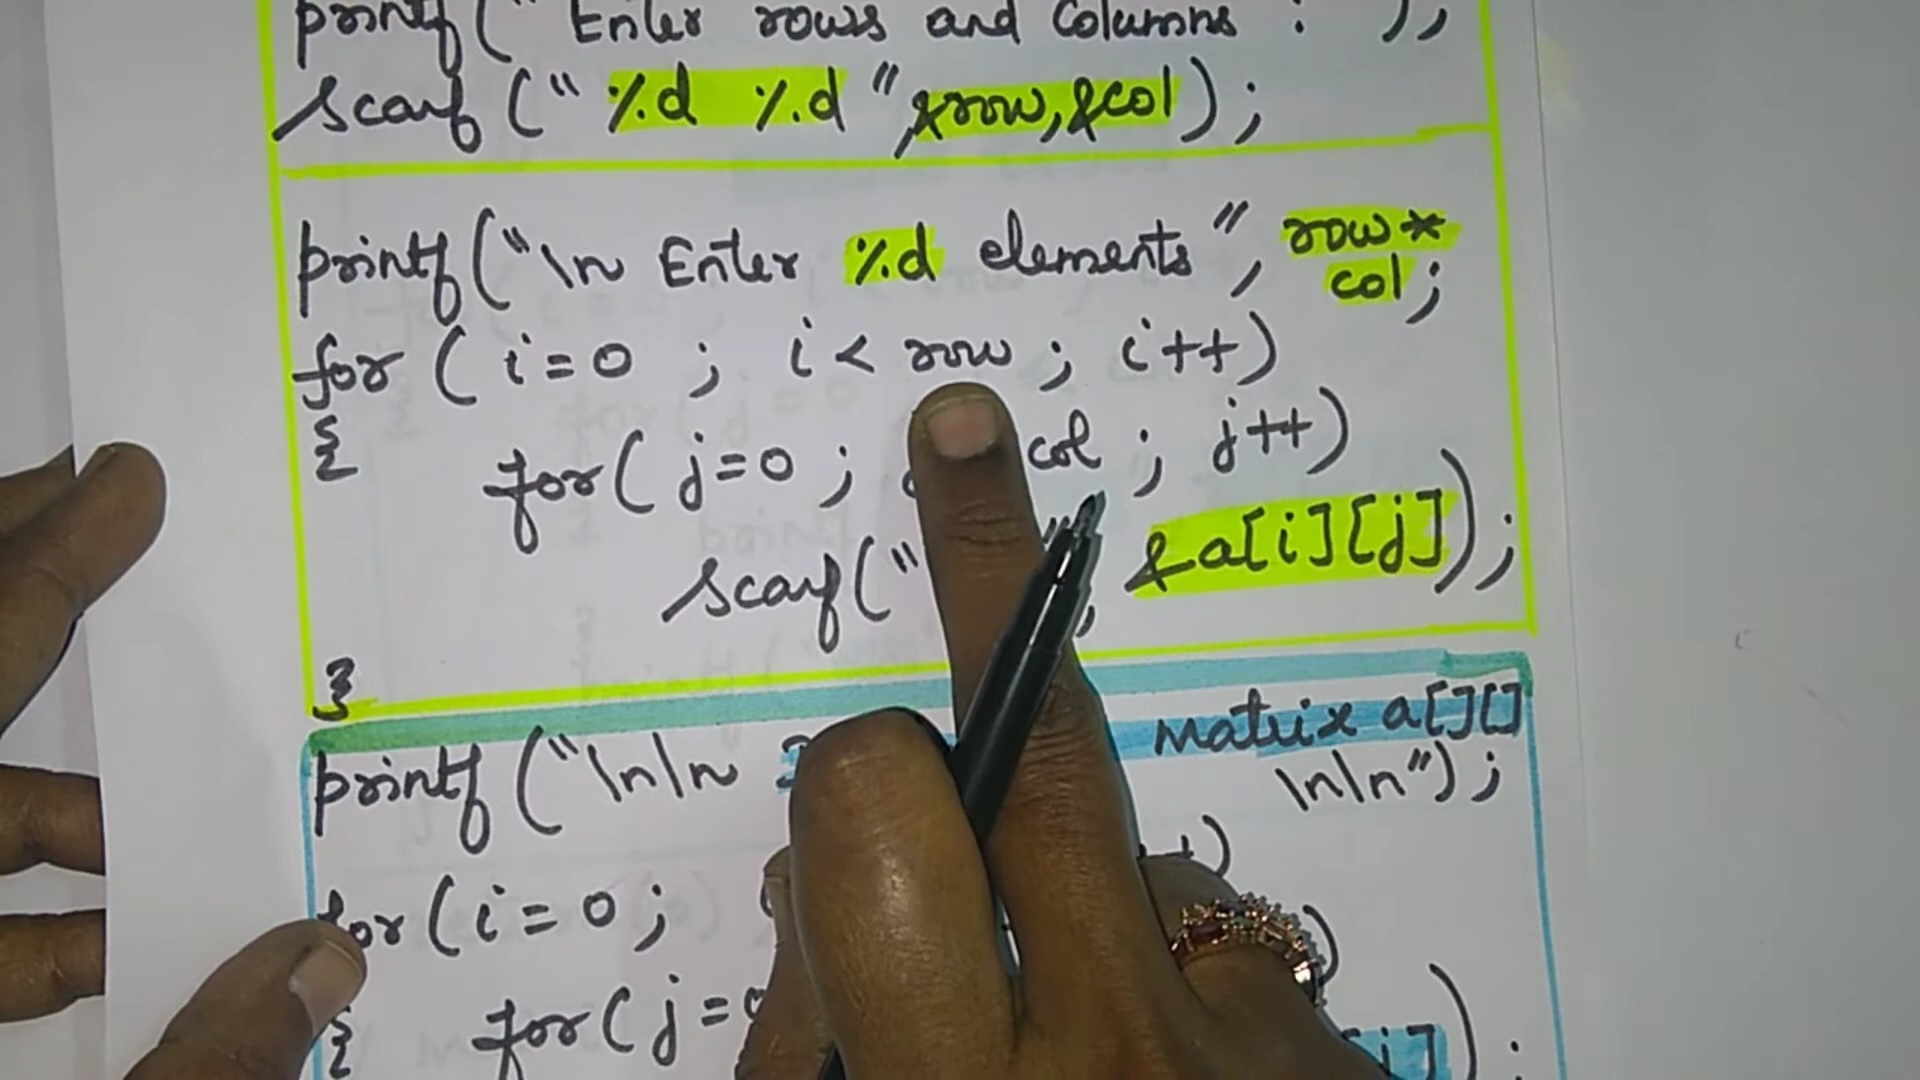 printf(" Enter rows and Columns : ");
scanf (" %d %d ",&row,&col);
printf("\n Enter %d elements", row*
col;
for ( i=0 ; i< row ; i++)
{ for( j=0 ; col ; j++)
scanf(" ", &a[i][j]);
}
printf ("\n\n matrix a[][]
\n\n");
for (i = 0; +)
{ for( j= )
i] );